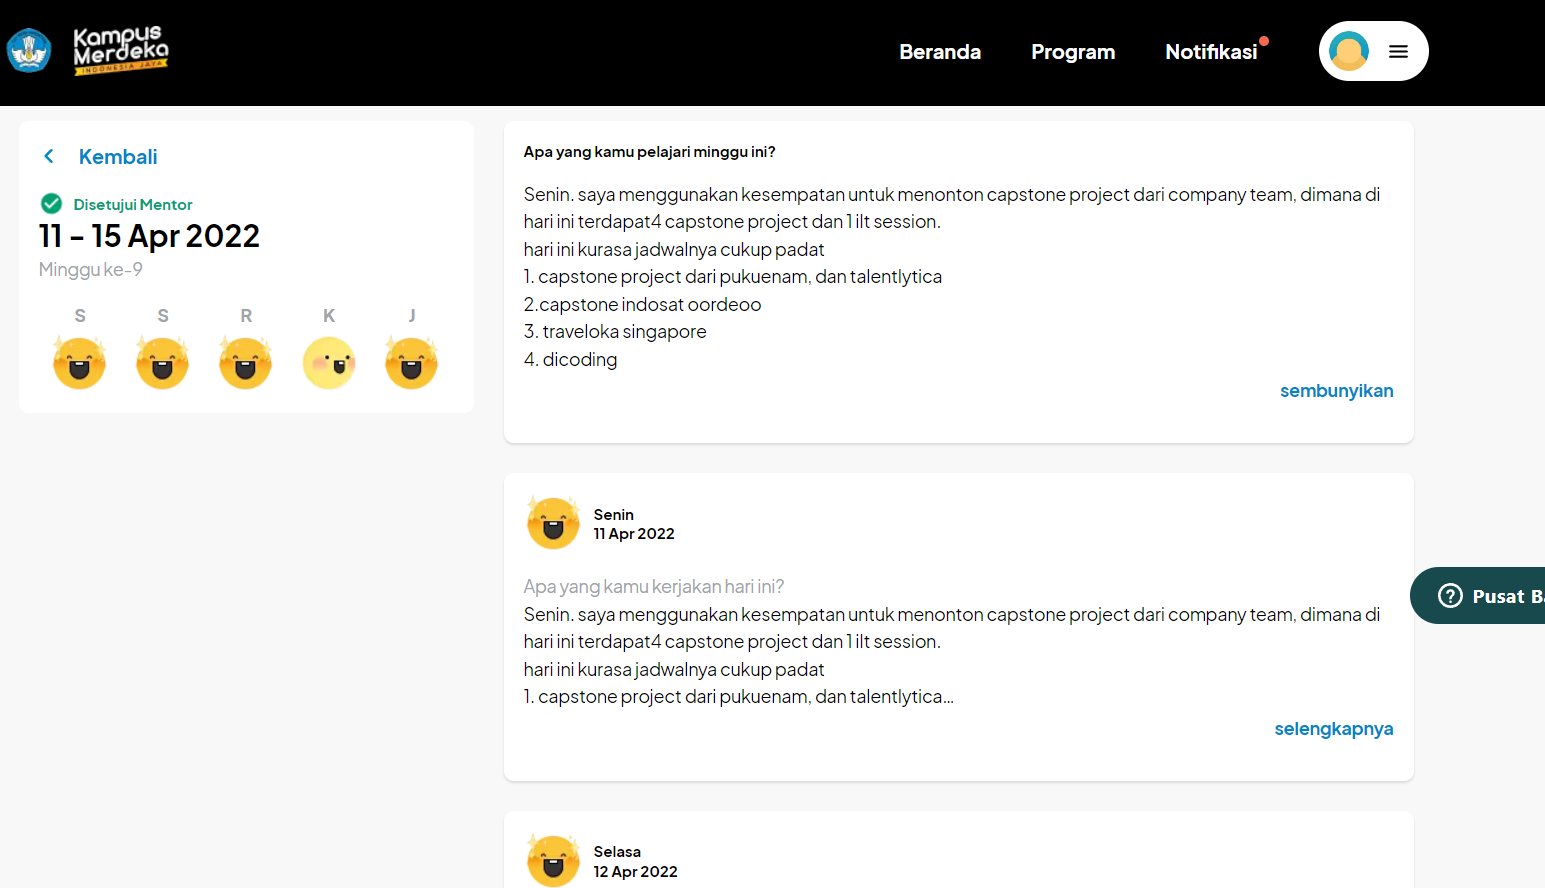 Kampus
Merdeka
INDONESIA JAYA
Beranda
Program
Notifikasi
Kembali
Disetujui Mentor
11 - 15 Apr 2022
Minggu ke-9
S S R K J
Apa yang kamu pelajari minggu ini?
Senin. saya menggunakan kesempatan untuk menonton capstone project dari company team, dimana di
hari ini terdapat4 capstone project dan 1 ilt session.
hari ini kurasa jadwalnya cukup padat
1. capstone project dari pukuenam, dan talentlytica
2.capstone indosat oordeoo
3. traveloka singapore
4. dicoding
sembunyikan
Senin
11 Apr 2022
Apa yang kamu kerjakan hari ini?
Senin. saya menggunakan kesempatan untuk menonton capstone project dari company team, dimana di
hari ini terdapat4 capstone project dan 1 ilt session.
hari ini kurasa jadwalnya cukup padat
1. capstone project dari pukuenam, dan talentlytica...
selengkapnya
Pusat
Selasa
12 Apr 2022